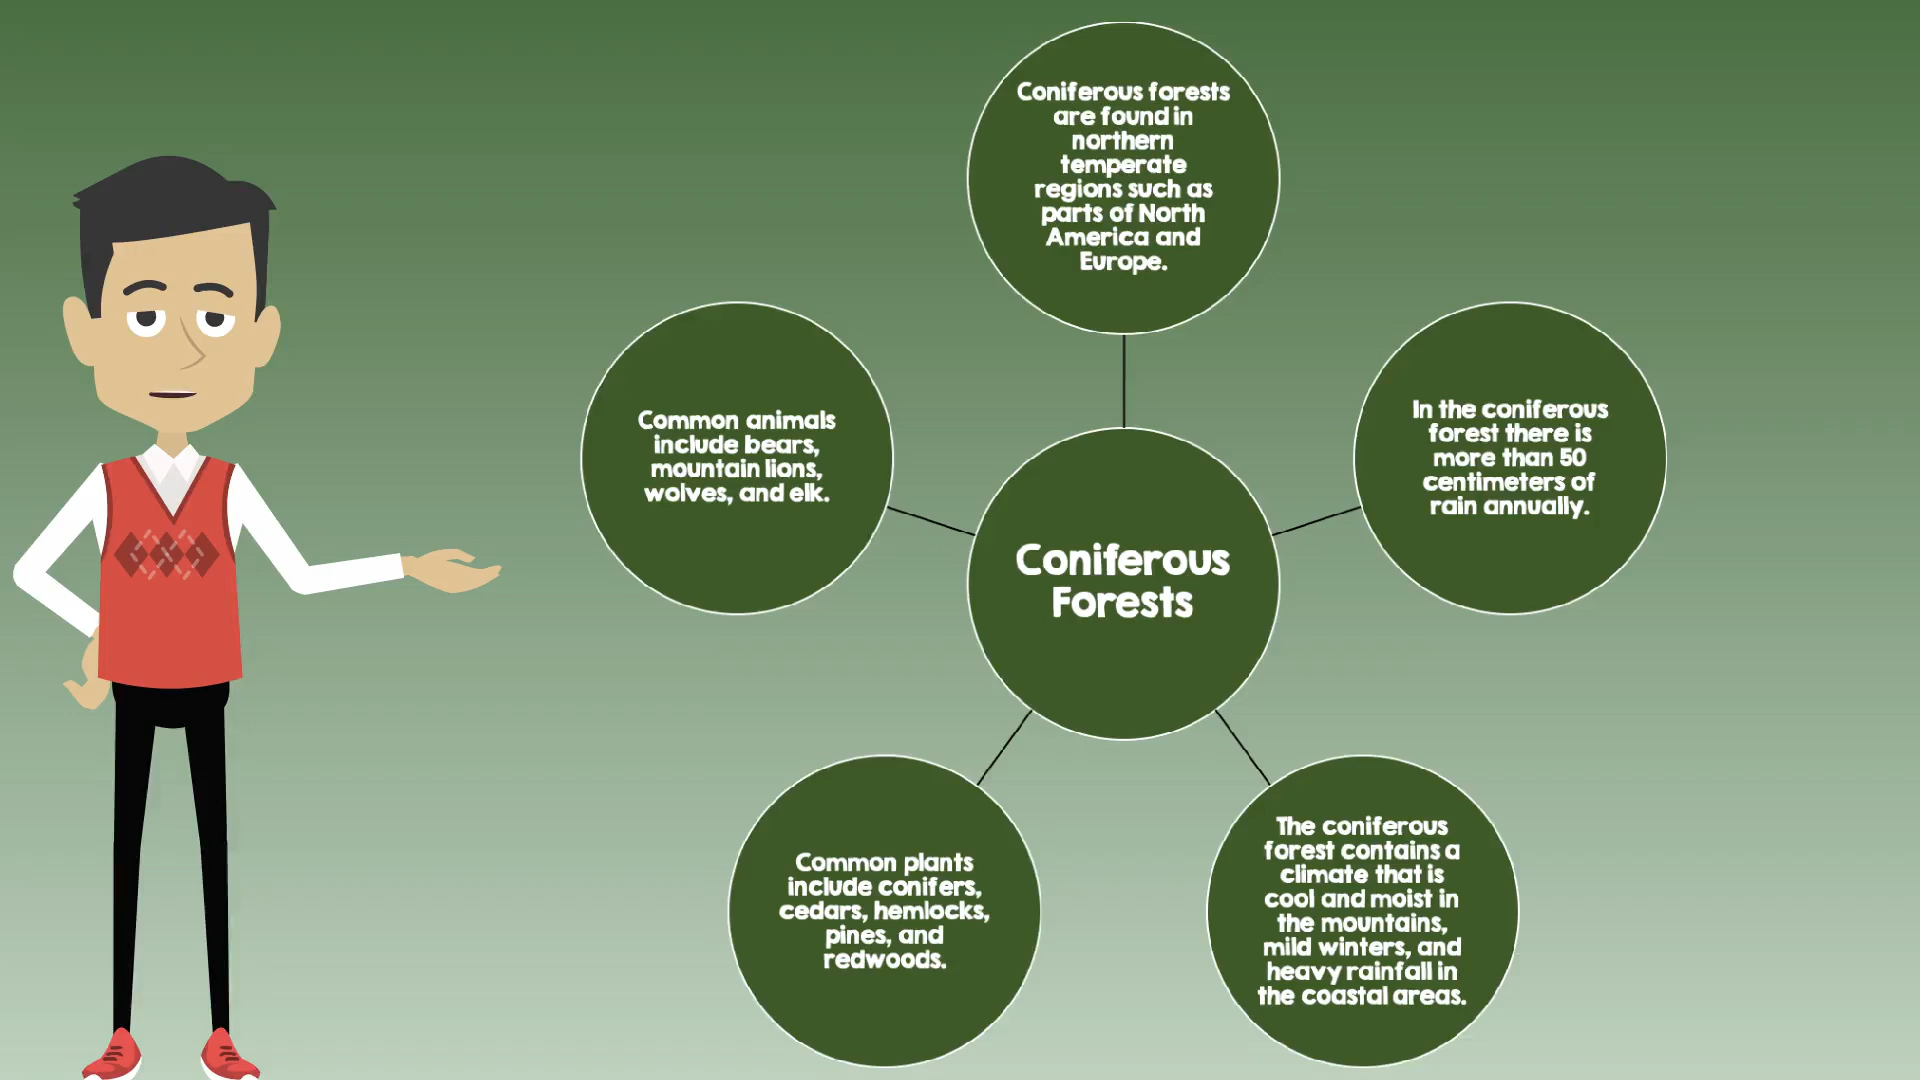 Coniferous forests
are found in
northern
temperate
regions such as
parts of North
America and
Europe.
Common animals
include bears,
mountain lions,
wolves, and elk.
In the coniferous
forest there is
more than 50
centimeters of
rain annually.
Coniferous
Forests
Common plants
include conifers,
cedars, hemlocks,
pines, and
redwoods.
The coniferous
forest contains a
climate that is
cool and moist in
the mountains,
mild winters, and
heavy rainfall in
the coastal areas.